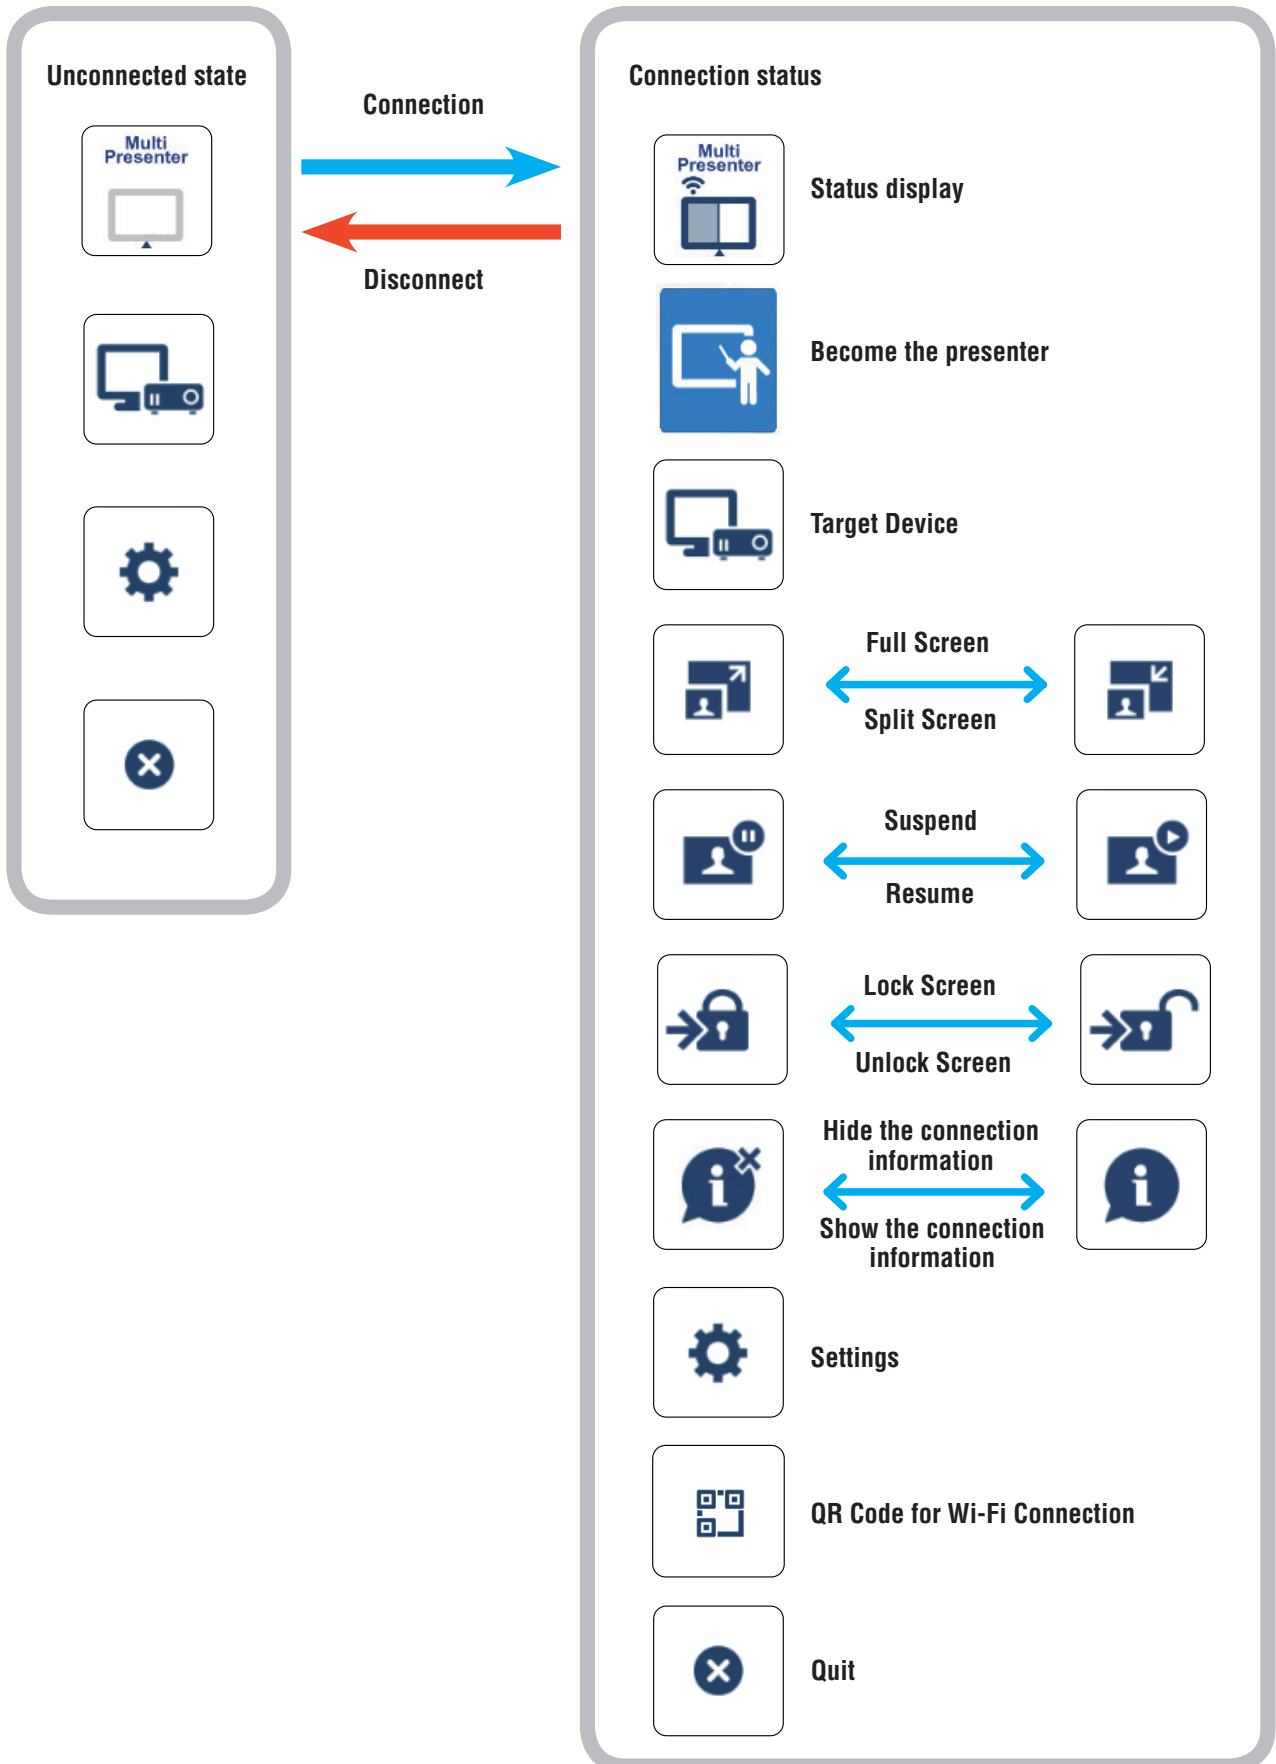 Unconnected state
Multi
Presenter
Connection
Disconnect
Connection status
Multi
Presenter
Status display
Become the presenter
Target Device
Full Screen
Split Screen
Suspend
Resume
Lock Screen
Unlock Screen
Hide the connection
information
Show the connection
information
Settings
QR Code for Wi-Fi Connection
Quit